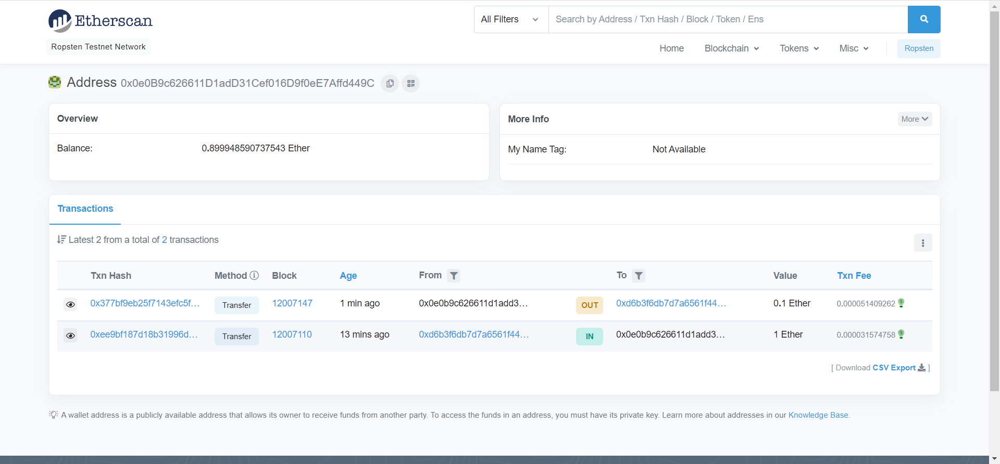 Etherscan
All Filters
Search by Address / Txn Hash / Block / Token / Ens
Ropsten Testnet Network
Home Blockchain Tokens Misc Ropsten
Address 0x0e0B9c626611D1adD31Cef016D9f0eE7Affd449C
Overview
Balance: 0.899948590737543 Ether
More Info More
My Name Tag: Not Available
Transactions
Latest 2 from a total of 2 transactions
Txn Hash Method Block Age From To Value Txn Fee
0x377bf9eb25f7143efc5f... Transfer 12007147 1 min ago 0x0e0b9c626611d1add3... OUT 0xd6b3f6db7d7a6561f44... 0.1 Ether 0.000051409262
0xee9bf187d18b31996d... Transfer 12007110 13 mins ago 0xd6b3f6db7d7a6561f44... IN 0x0e0b9c626611d1add3... 1 Ether 0.000031574758
[ Download CSV Export ]
A wallet address is a publicly available address that allows its owner to receive funds from another party. To access the funds in an address, you must have its private key. Learn more about addresses in our Knowledge Base.